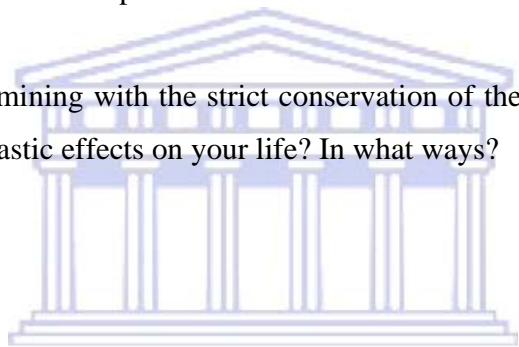 mining with the strict conservation of the
astic effects on your life? In what ways?